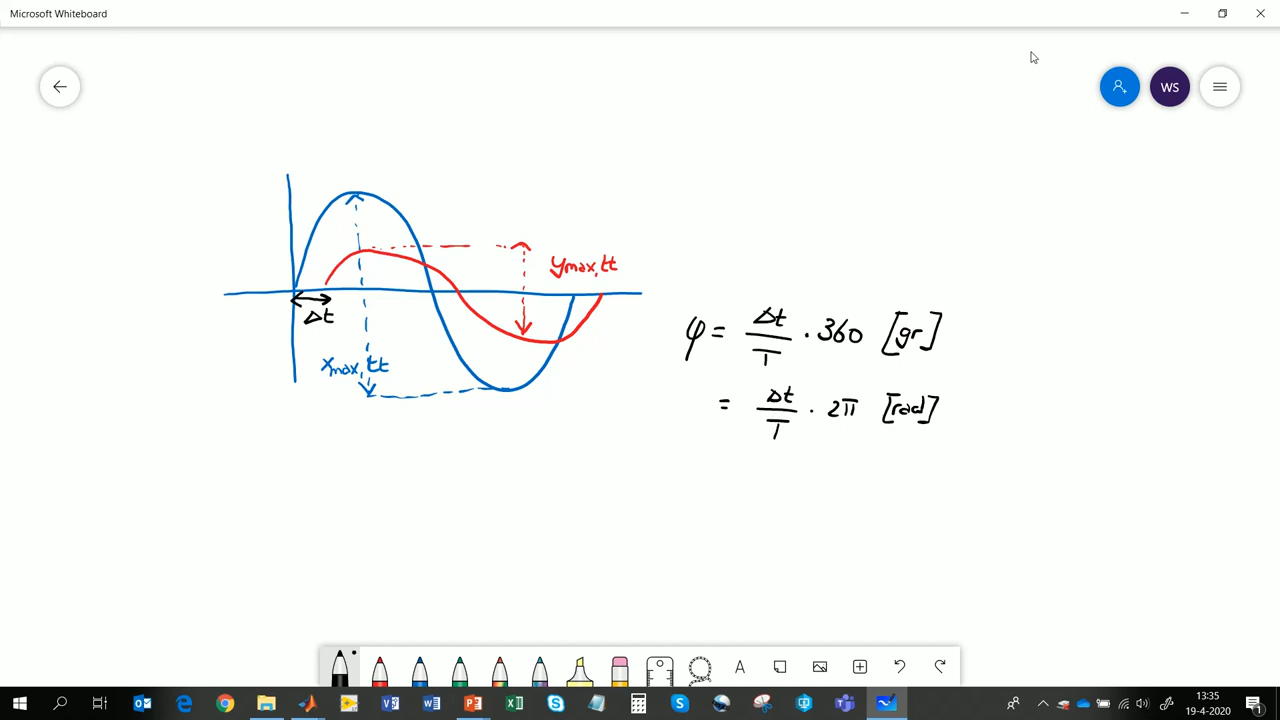 Microsoft Whiteboard
WS
ymax,tt
Δt
xmax,tt
φ = Δt/T · 360 [gr]
= Δt/T · 2π [rad]
A
13:35
19-4-2020
1